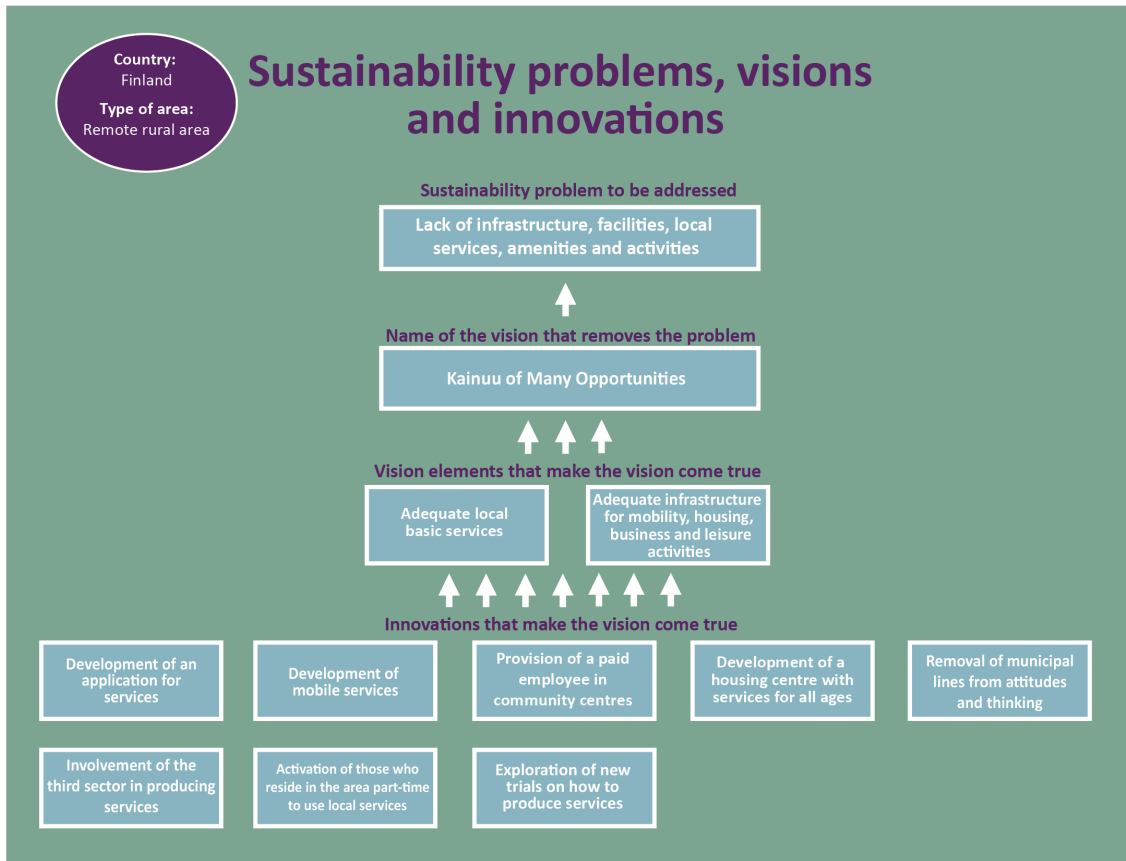 Country:
Finland
Type of area:
Remote rural area
Sustainability problems, visions
and innovations
Sustainability problem to be addressed
Lack of infrastructure, facilities, local
services, amenities and activities
Name of the vision that removes the problem
Kainuu of Many Opportunities
Vision elements that make the vision come true
Adequate local
basic services
Adequate infrastructure
for mobility, housing,
business and leisure
activities
Innovations that make the vision come true
Development of an
application for
services
Development of
mobile services
Provision of a paid
employee in
community centres
Development of a
housing centre with
services for all ages
Removal of municipal
lines from attitudes
and thinking
Involvement of the
third sector in producing
services
Activation of those who
reside in the area part-time
to use local services
Exploration of new
trials on how to
produce services